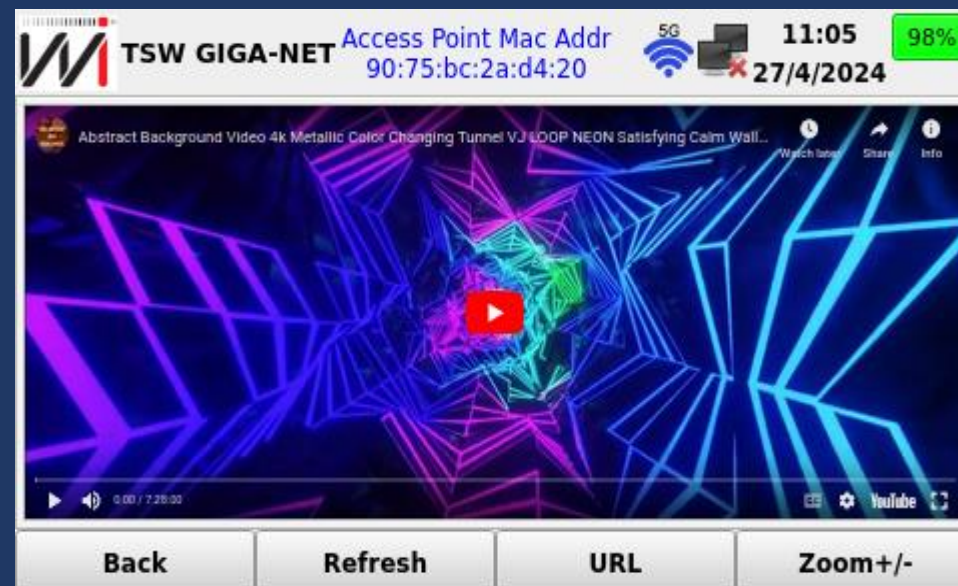 TSW GIGA-NET
Access Point Mac Addr
90:75:bc:2a:d4:20
5G
11:05
27/4/2024
98%
Abstract Background Video 4k Metallic Color Changing Tunnel VJ LOOP NEON Satisfying Calm Wall...
Watch later
Share
Info
0:00 / 7:28:00
CC
YouTube
Back
Refresh
URL
Zoom+/-